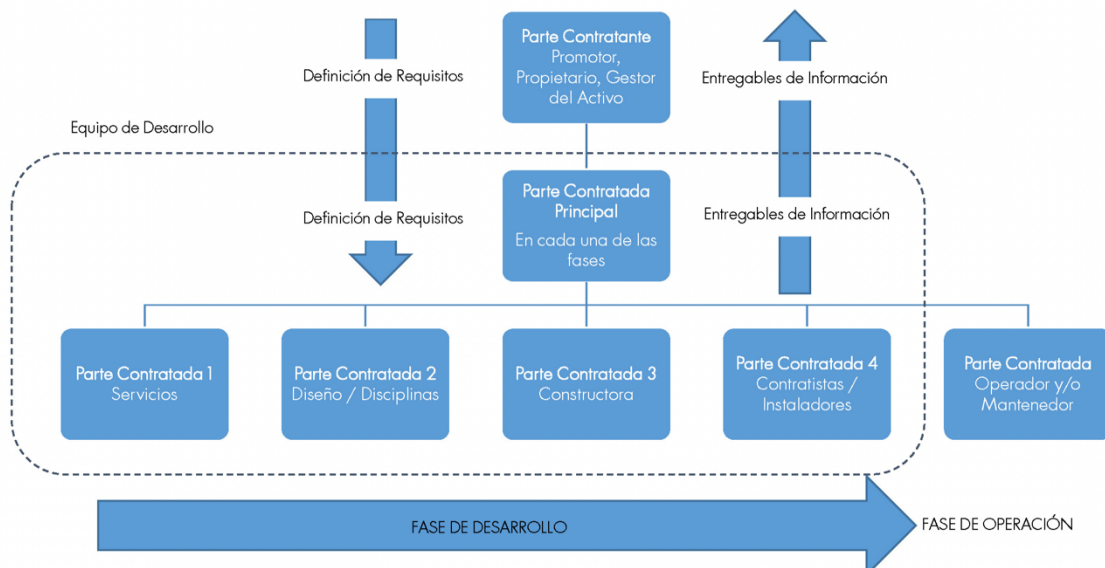 Parte Contratante
Promotor,
Propietario, Gestor
del Activo
Definición de Requisitos
Entregables de Información
Equipo de Desarrollo
Parte Contratada
Principal
En cada una de las
fases
Definición de Requisitos
Entregables de Información
Parte Contratada 1
Servicios
Parte Contratada 2
Diseño / Disciplinas
Parte Contratada 3
Constructora
Parte Contratada 4
Contratistas /
Instaladores
Parte Contratada
Operador y/o
Mantenedor
FASE DE DESARROLLO
FASE DE OPERACIÓN